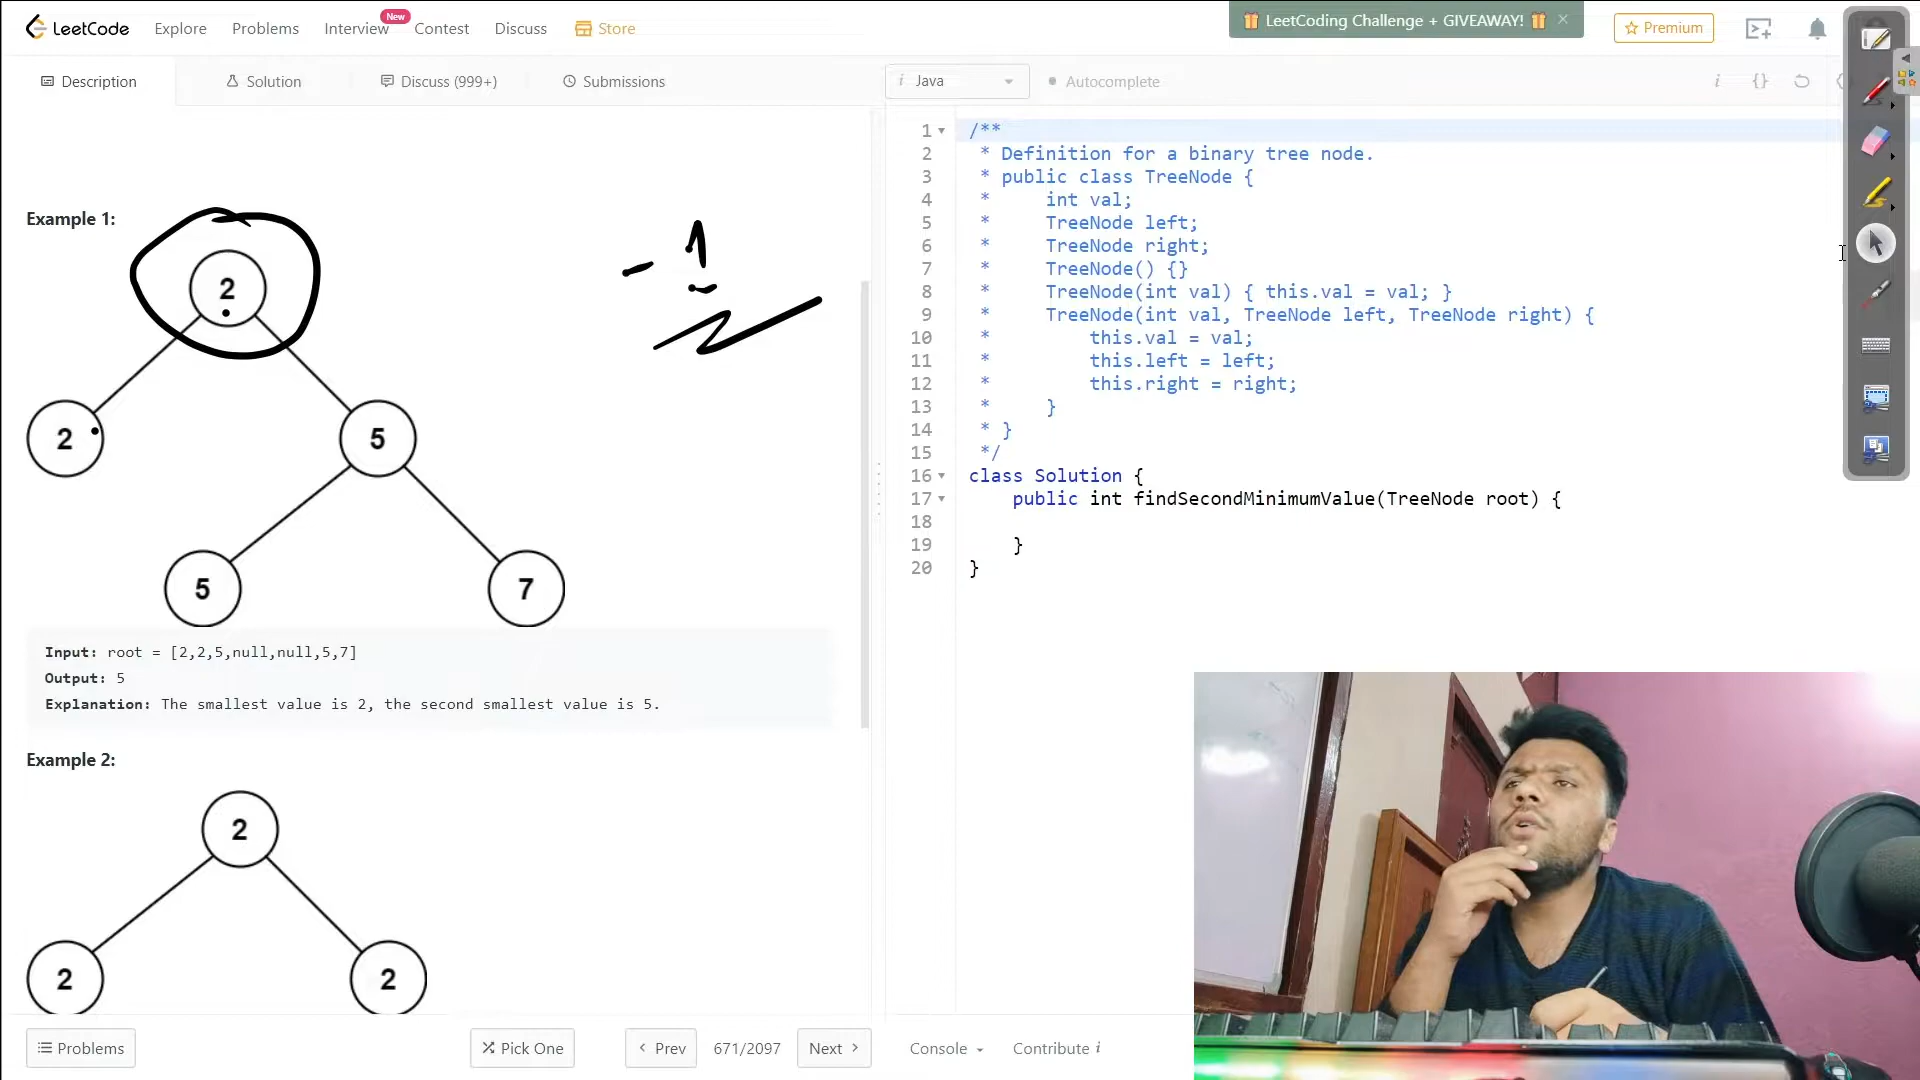 LeetCode
Explore
Problems
Interview
New
Contest
Discuss
Store
LeetCoding Challenge + GIVEAWAY!
Premium
Description
Solution
Discuss (999+)
Submissions
i Java
Autocomplete
Example 1:
2
2
5
5
7
-1
Input: root = [2,2,5,null,null,5,7]
Output: 5
Explanation: The smallest value is 2, the second smallest value is 5.
Example 2:
2
2
2
1 /**
2 * Definition for a binary tree node.
3 * public class TreeNode {
4 * int val;
5 * TreeNode left;
6 * TreeNode right;
7 * TreeNode() {}
8 * TreeNode(int val) { this.val = val; }
9 * TreeNode(int val, TreeNode left, TreeNode right) {
10 * this.val = val;
11 * this.left = left;
12 * this.right = right;
13 * }
14 * }
15 */
16 class Solution {
17 public int findSecondMinimumValue(TreeNode root) {
18
19 }
20 }
Problems
Pick One
Prev
671/2097
Next
Console
Contribute i